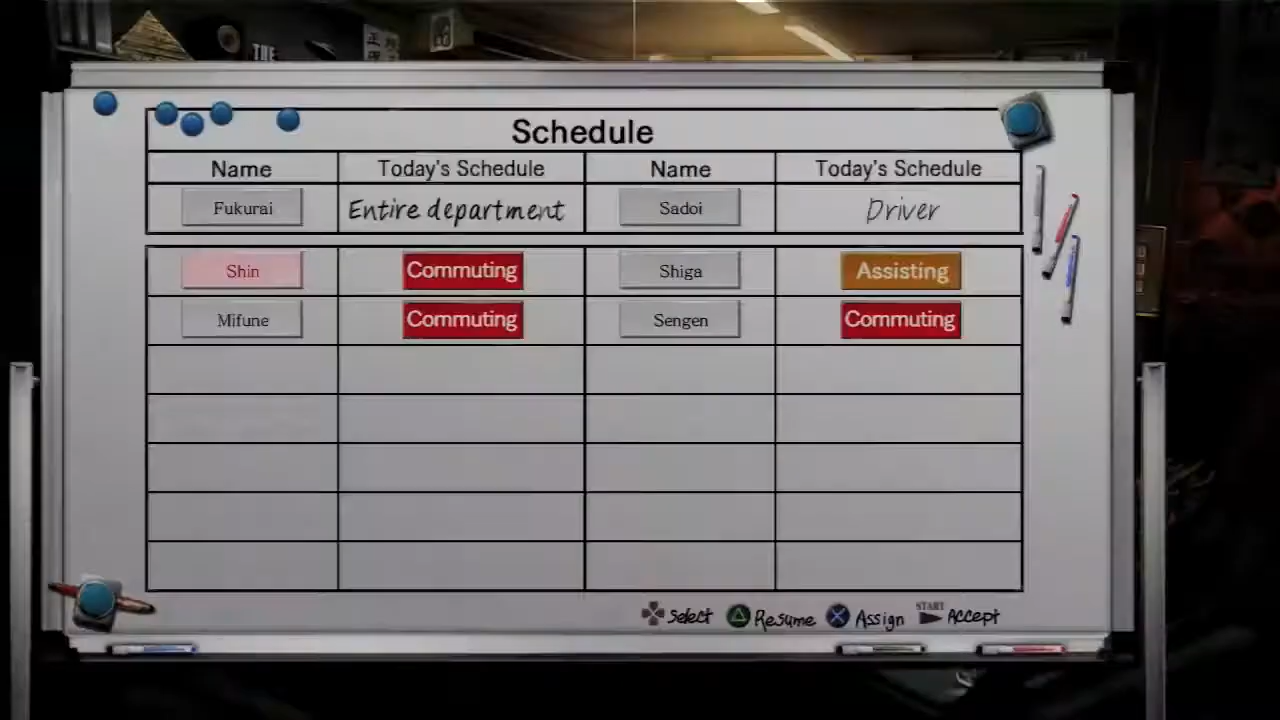 THE
Schedule
Name Today's Schedule Name Today's Schedule
Fukurai Entire department Sadoi Driver
Shin Commuting Shiga Assisting
Mifune Commuting Sengen Commuting
Select Resume Assign START Accept